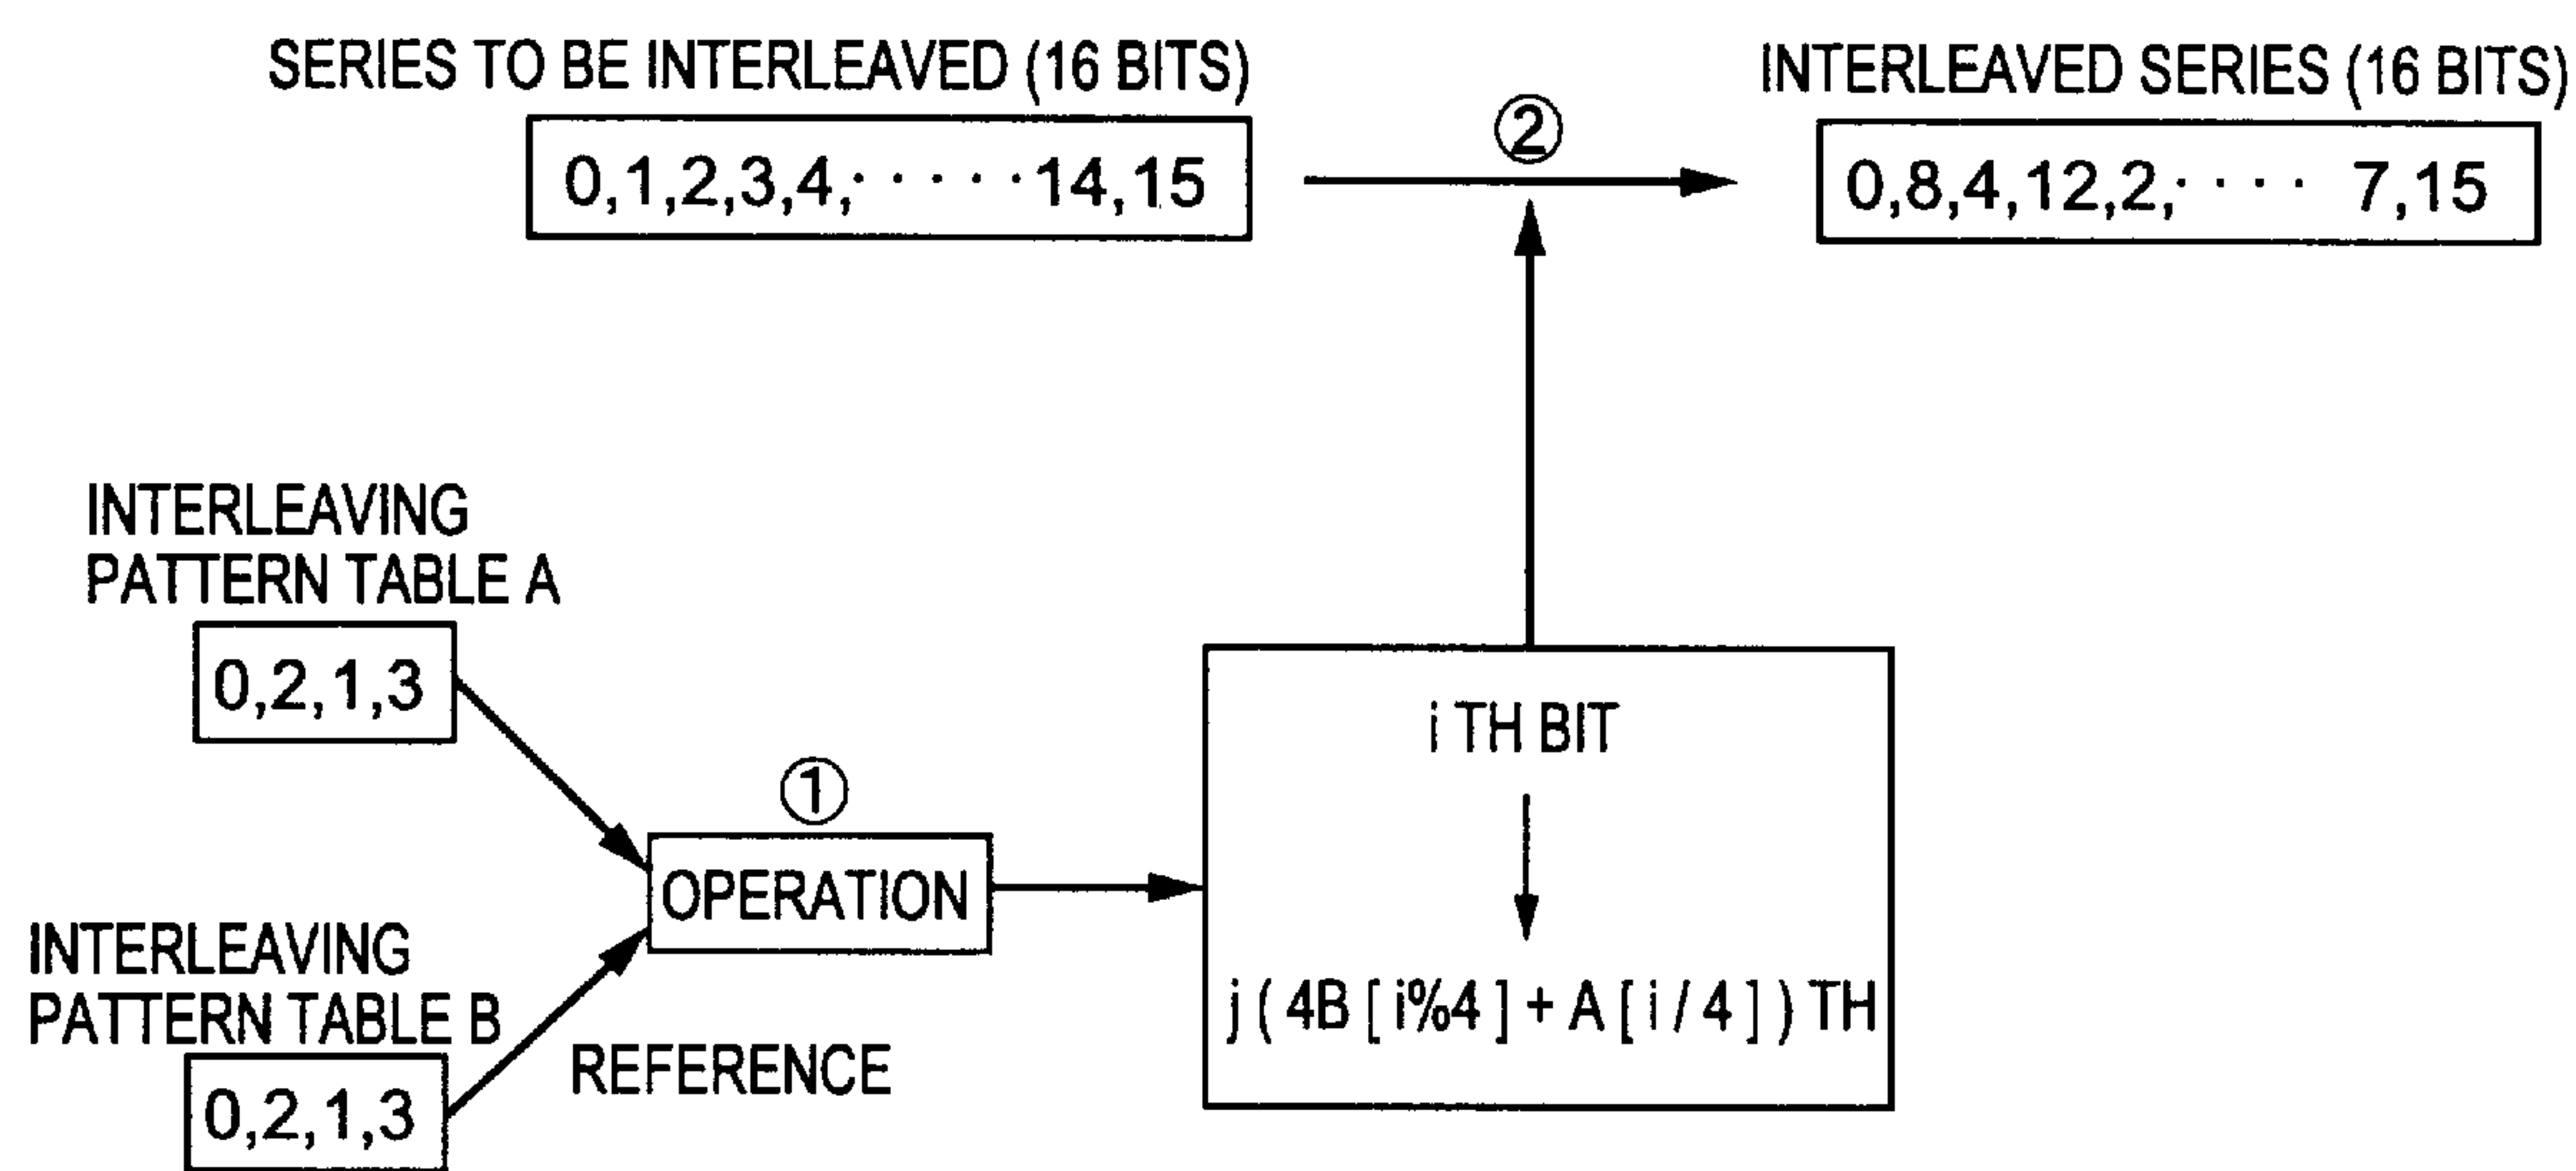 SERIES TO BE INTERLEAVED (16 BITS)
0,1,2,3,4,·····14,15
②
INTERLEAVED SERIES (16 BITS)
0,8,4,12,2,···· 7,15
INTERLEAVING
PATTERN TABLE A
0,2,1,3
INTERLEAVING
PATTERN TABLE B
0,2,1,3
REFERENCE
①
OPERATION
i TH BIT
j ( 4B [ i%4 ] + A [ i / 4 ] ) TH